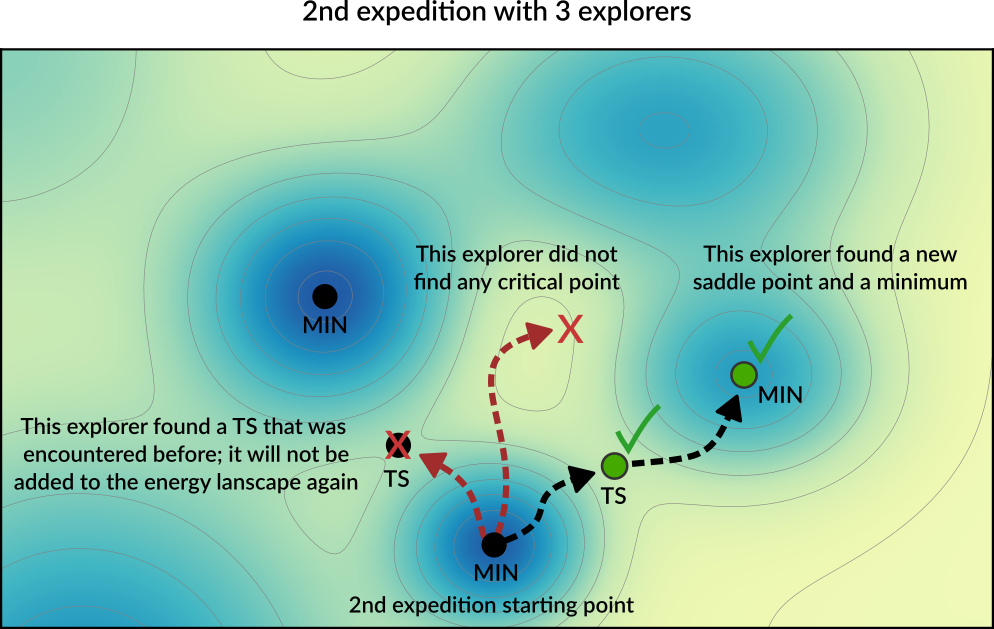 2nd expedition with 3 explorers
This explorer did not
find any critical point
This explorer found a new
saddle point and a minimum
MIN
X
MIN
This explorer found a TS that was
encountered before; it will not be
added to the energy lanscape again
X
TS
TS
MIN
2nd expedition starting point